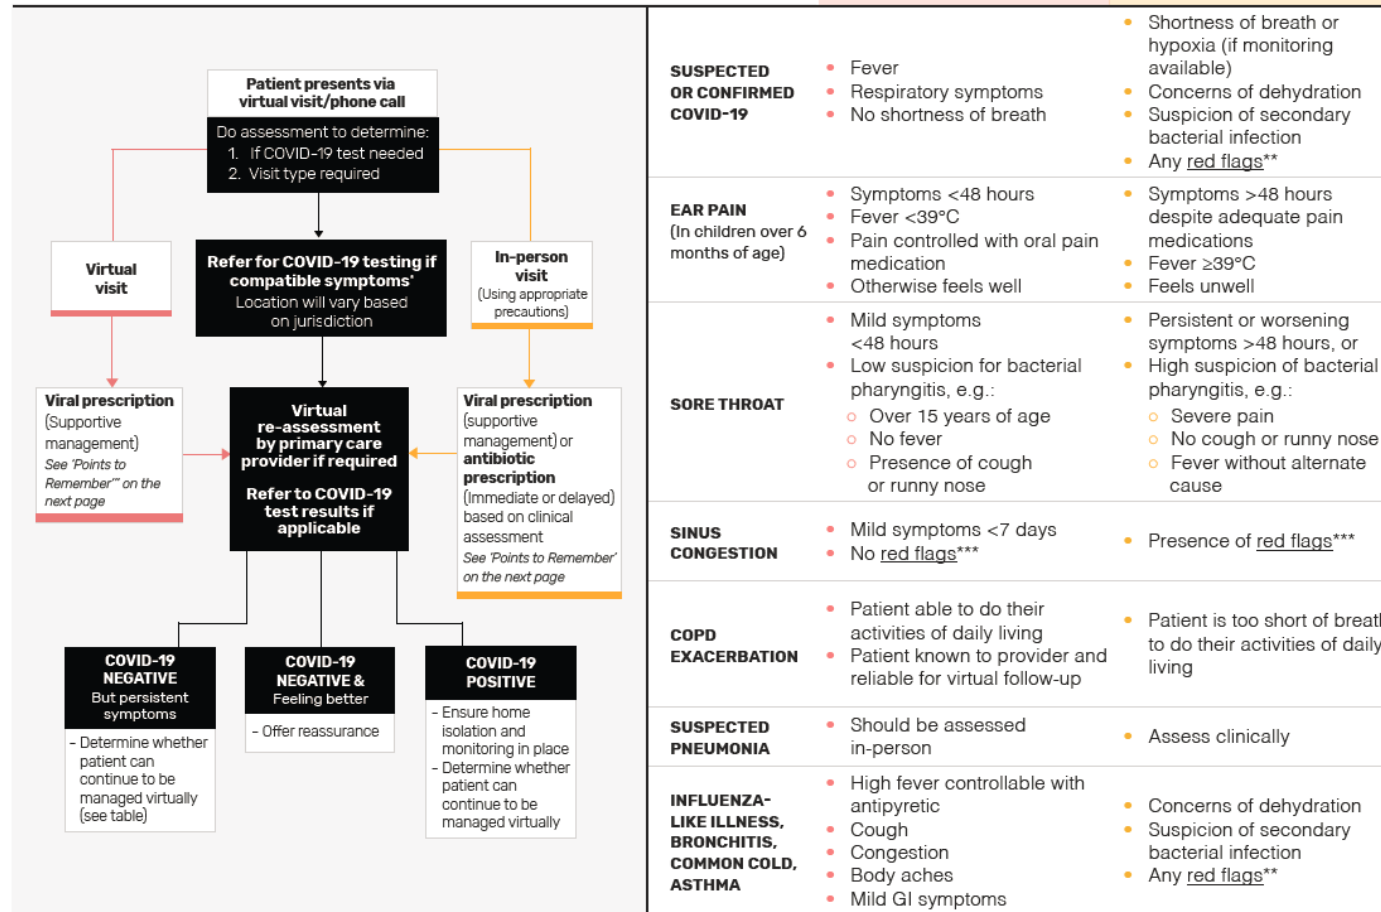 Patient presents via
virtual visit/phone call
Do assessment to determine:
1. If COVID-19 test needed
2. Visit type required
Virtual
visit
Refer for COVID-19 testing if
compatible symptoms*
Location will vary based
on jurisdiction
In-person
visit
(Using appropriate
precautions)
Viral prescription
(Supportive
management)
See 'Points to
Remember'" on the
next page
Virtual
re-assessment
by primary care
provider if required
Refer to COVID-19
test results if
applicable
Viral prescription
(supportive
management) or
antibiotic
prescription
(Immediate or delayed)
based on clinical
assessment
See 'Points to Remember'
on the next page
COVID-19
NEGATIVE
But persistent
symptoms
– Determine whether
patient can
continue to be
managed virtually
(see table)
COVID-19
NEGATIVE &
Feeling better
– Offer reassurance
COVID-19
POSITIVE
– Ensure home
isolation and
monitoring in place
– Determine whether
patient can
continue to be
managed virtually
SUSPECTED
OR CONFIRMED
COVID-19
• Fever
• Respiratory symptoms
• No shortness of breath
• Shortness of breath or
hypoxia (if monitoring
available)
• Concerns of dehydration
• Suspicion of secondary
bacterial infection
• Any red flags**
EAR PAIN
(In children over 6
months of age)
• Symptoms <48 hours
• Fever <39°C
• Pain controlled with oral pain
medication
• Otherwise feels well
• Symptoms >48 hours
despite adequate pain
medications
• Fever ≥39°C
• Feels unwell
SORE THROAT
• Mild symptoms
<48 hours
• Low suspicion for bacterial
pharyngitis, e.g.:
○ Over 15 years of age
○ No fever
○ Presence of cough
or runny nose
• Persistent or worsening
symptoms >48 hours, or
• High suspicion of bacterial
pharyngitis, e.g.:
○ Severe pain
○ No cough or runny nose
○ Fever without alternate
cause
SINUS
CONGESTION
• Mild symptoms <7 days
• No red flags***
• Presence of red flags***
COPD
EXACERBATION
• Patient able to do their
activities of daily living
• Patient known to provider and
reliable for virtual follow-up
• Patient is too short of breath
to do their activities of daily
living
SUSPECTED
PNEUMONIA
• Should be assessed
in-person
• Assess clinically
INFLUENZA-
LIKE ILLNESS,
BRONCHITIS,
COMMON COLD,
ASTHMA
• High fever controllable with
antipyretic
• Cough
• Congestion
• Body aches
• Mild GI symptoms
• Concerns of dehydration
• Suspicion of secondary
bacterial infection
• Any red flags**